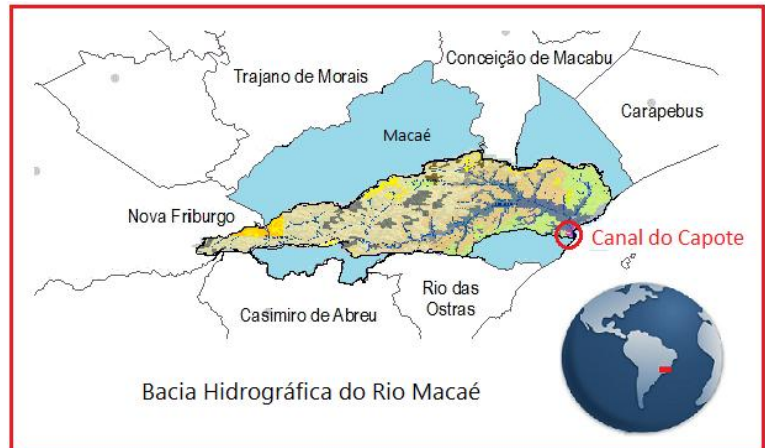 Conceição de Macabu
Trajano de Morais
Carapebus
Macaé
Nova Friburgo
Canal do Capote
Rio das
Ostras
Casimiro de Abreu
Bacia Hidrográfica do Rio Macaé